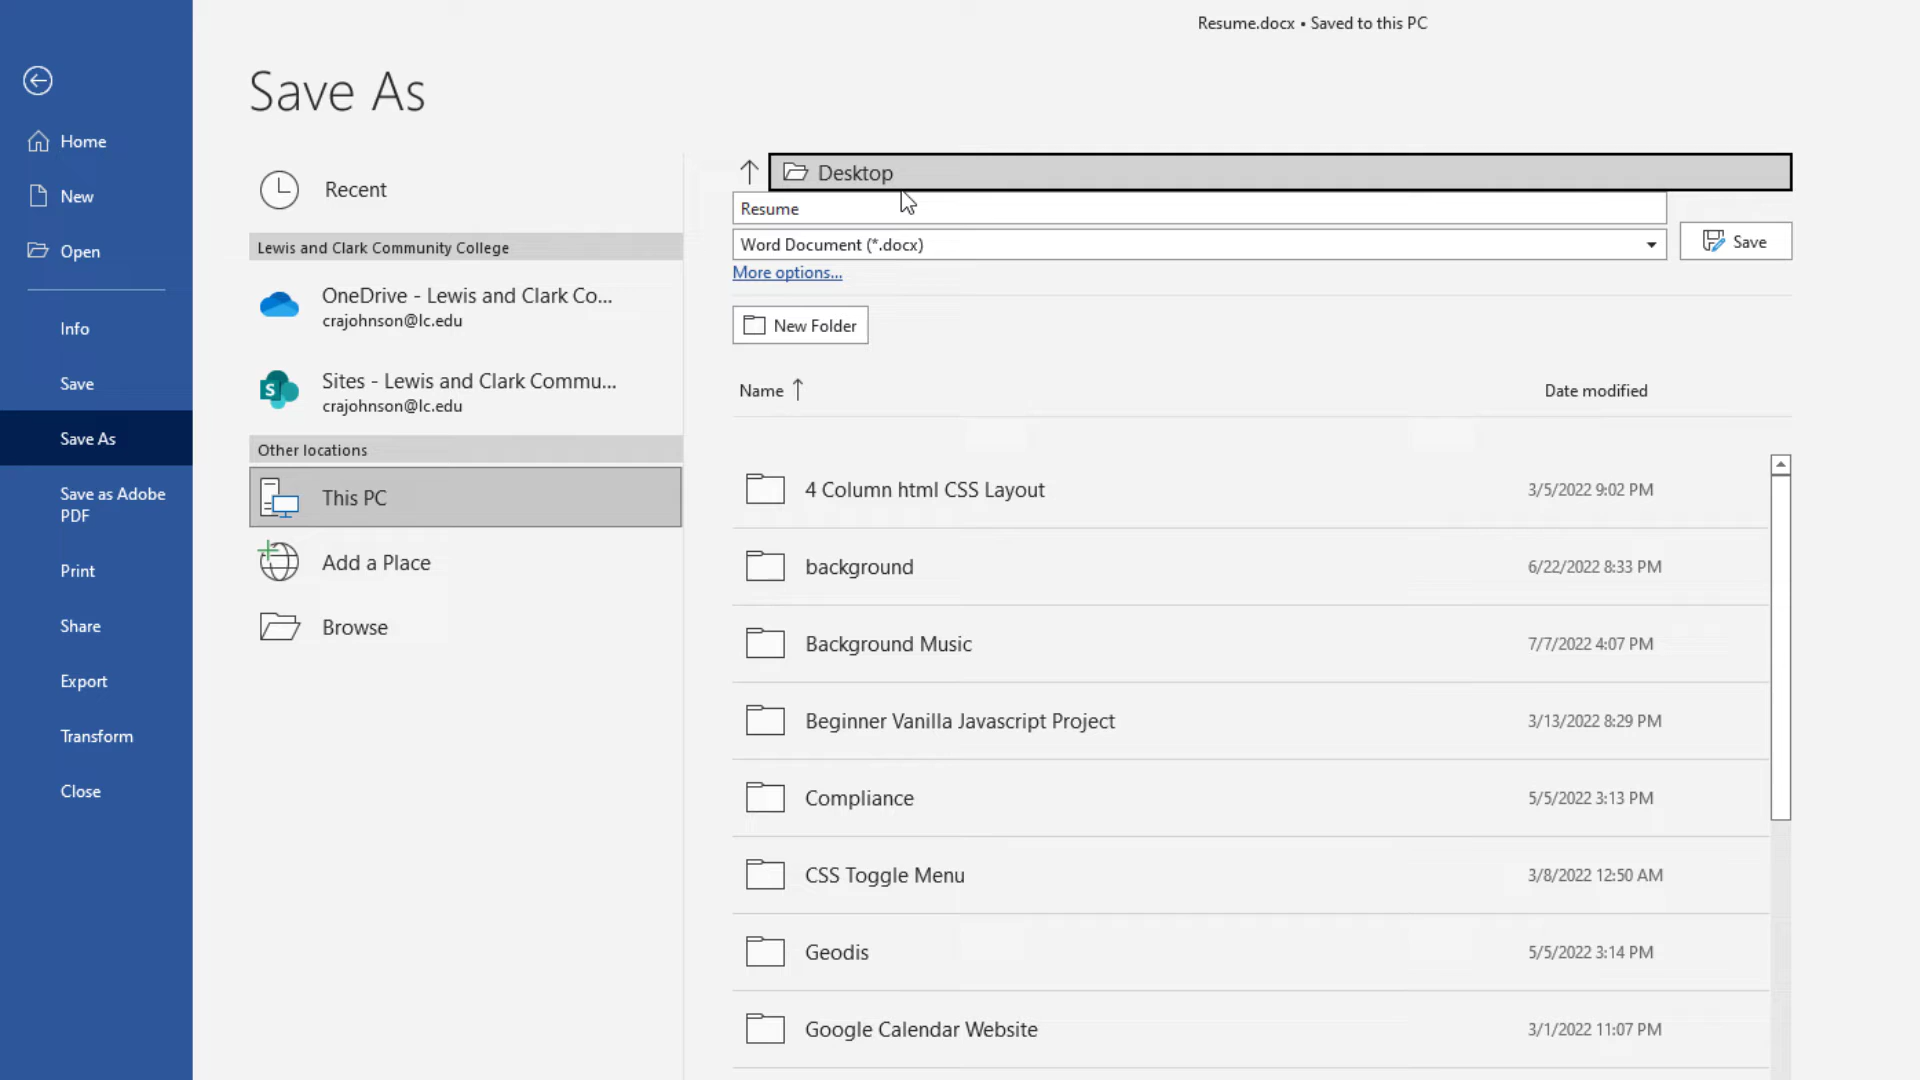 Resume.docx • Saved to this PC
Save As
Home
New
Open
Info
Save
Save As
Save as Adobe
PDF
Print
Share
Export
Transform
Close
Recent
Lewis and Clark Community College
OneDrive - Lewis and Clark Co...
crajohnson@lc.edu
Sites - Lewis and Clark Commu...
crajohnson@lc.edu
Other locations
This PC
Add a Place
Browse
Desktop
Resume
Word Document (*.docx)
Save
More options...
New Folder
Name Date modified
4 Column html CSS Layout 3/5/2022 9:02 PM
background 6/22/2022 8:33 PM
Background Music 7/7/2022 4:07 PM
Beginner Vanilla Javascript Project 3/13/2022 8:29 PM
Compliance 5/5/2022 3:13 PM
CSS Toggle Menu 3/8/2022 12:50 AM
Geodis 5/5/2022 3:14 PM
Google Calendar Website 3/1/2022 11:07 PM